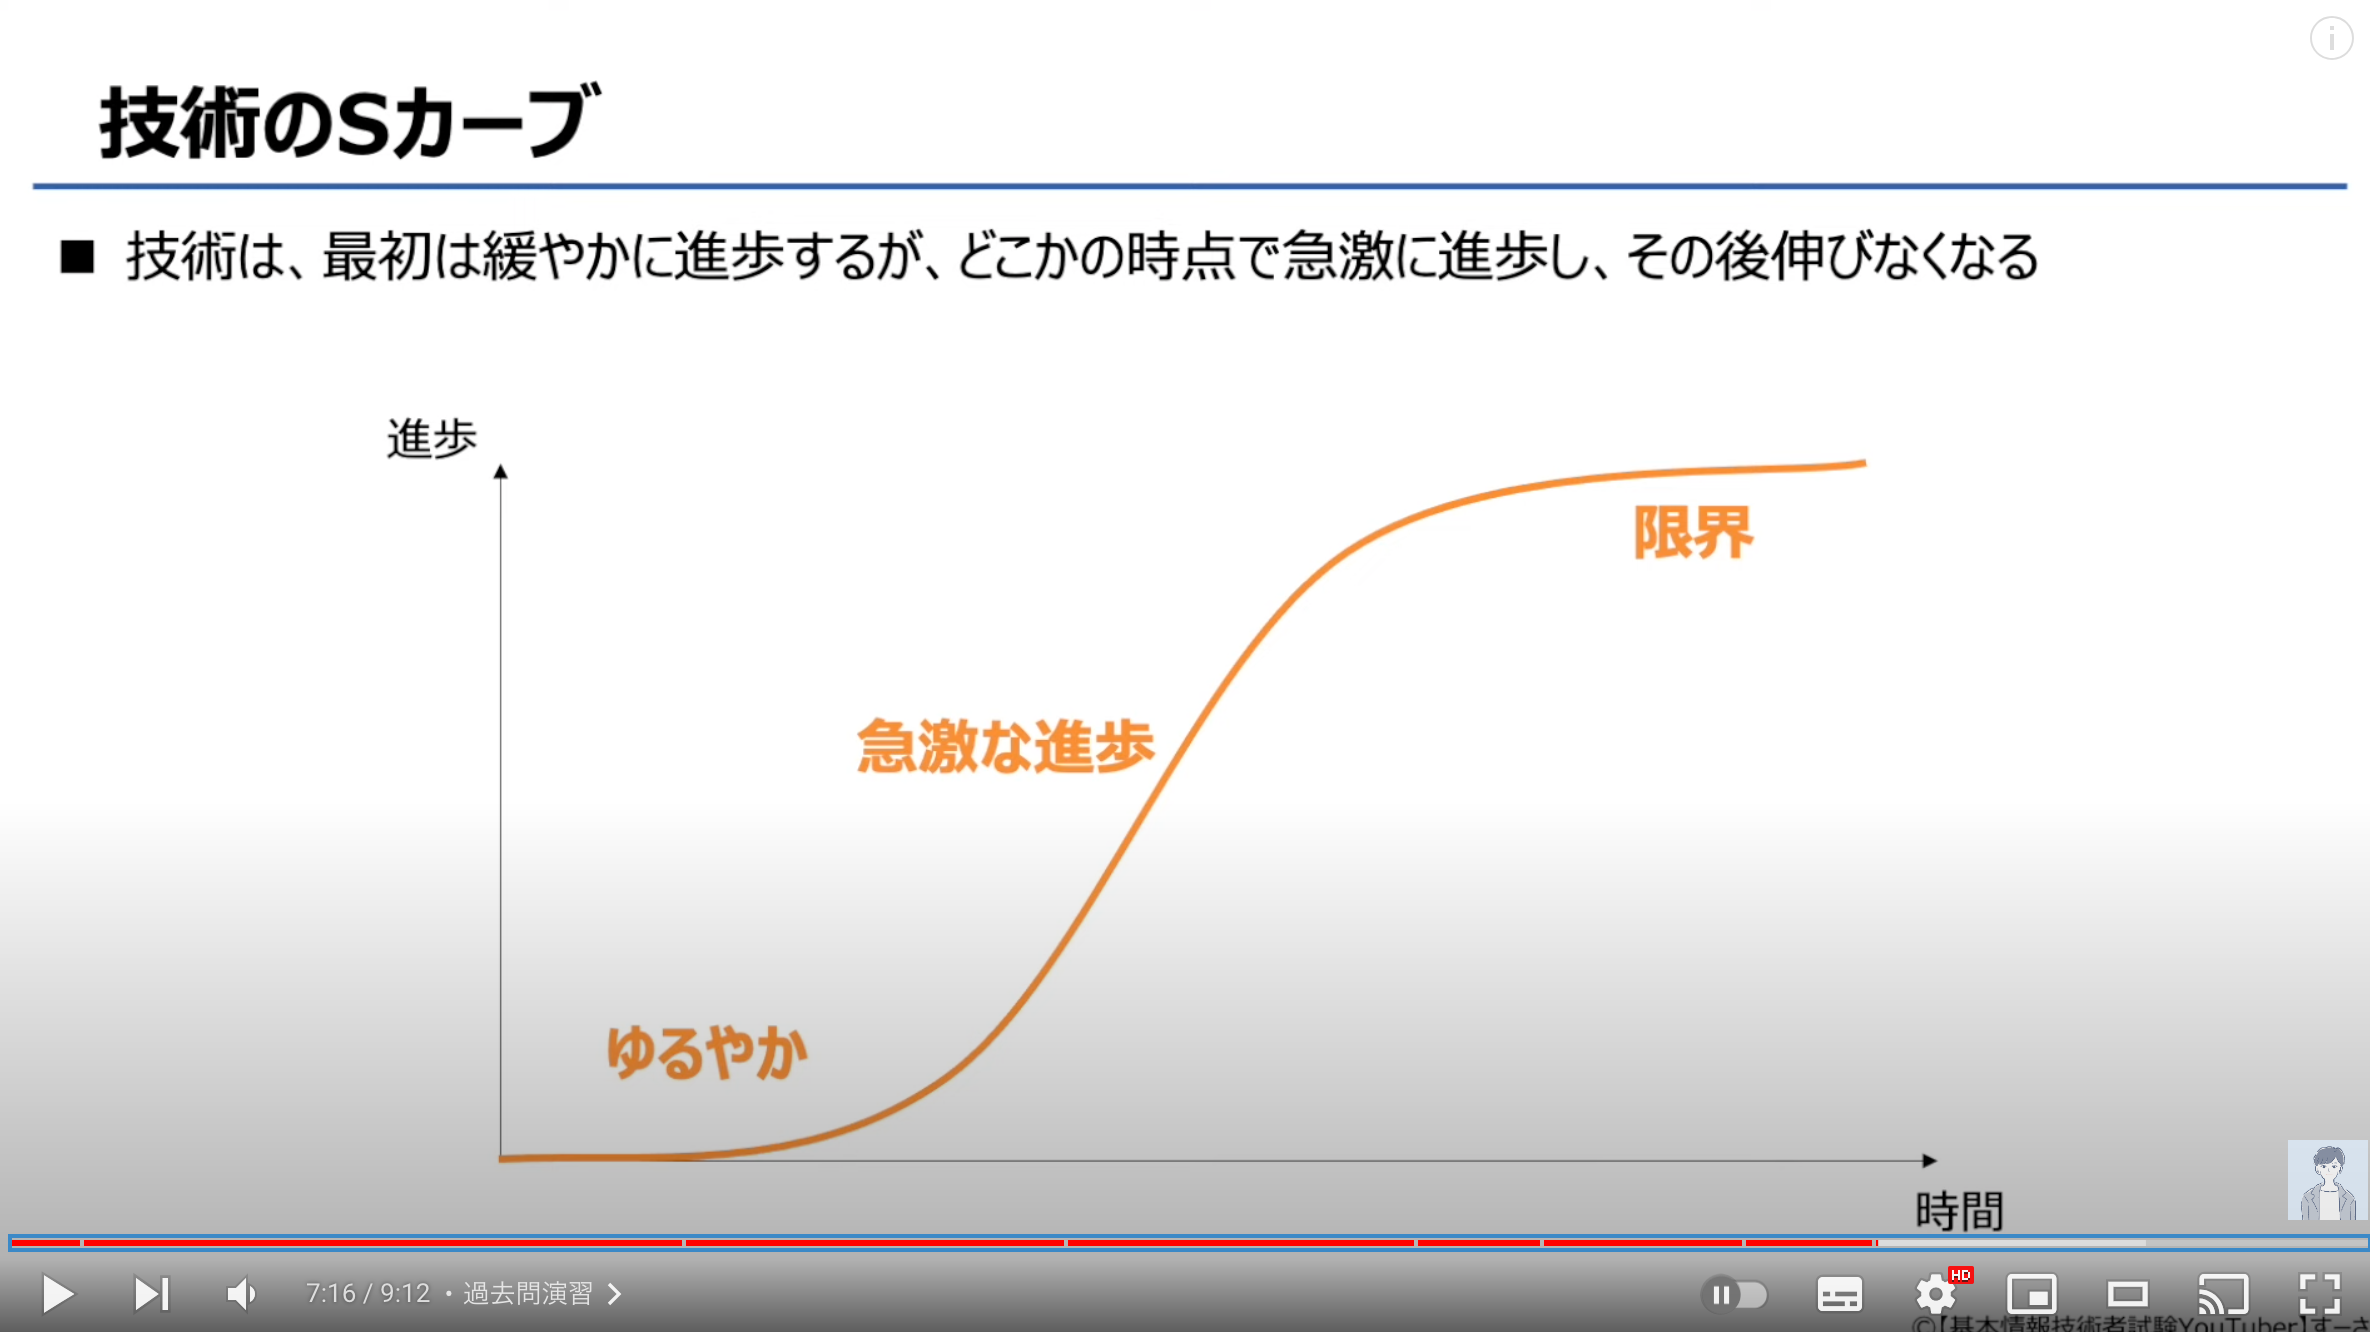 技術のSカーブ
■ 技術は、最初は緩やかに進歩するが、どこかの時点で急激に進歩し、その後伸びなくなる
進歩
限界
急激な進歩
ゆるやか
時間
7:16 / 9:12 ・ 過去問演習
HD
©【基本情報技術者試験YouTuber】すーさ